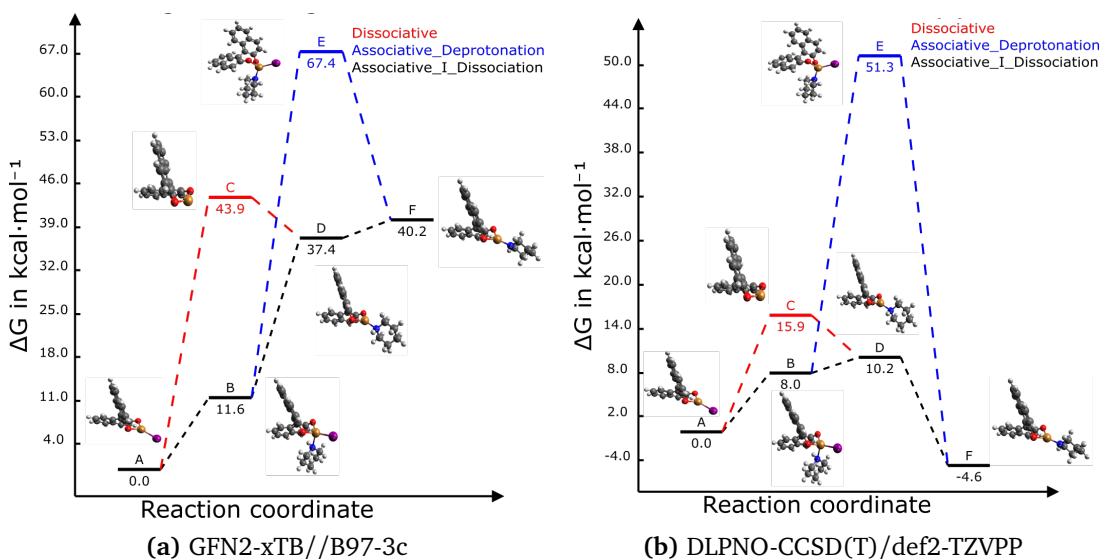 67.0
60.0
53.0
46.0
39.0
32.0
25.0
18.0
11.0
4.0
ΔG in kcal·mol⁻¹
Dissociative
Associative_Deprotonation
Associative_I_Dissociation
E
67.4
C
43.9
D
37.4
F
40.2
B
11.6
A
0.0
Reaction coordinate
(a) GFN2-xTB//B97-3c
50.0
44.0
38.0
32.0
26.0
20.0
14.0
8.0
2.0
-4.0
ΔG in kcal·mol⁻¹
Dissociative
Associative_Deprotonation
Associative_I_Dissociation
E
51.3
C
15.9
D
10.2
B
8.0
A
0.0
F
-4.6
Reaction coordinate
(b) DLPNO-CCSD(T)/def2-TZVPP